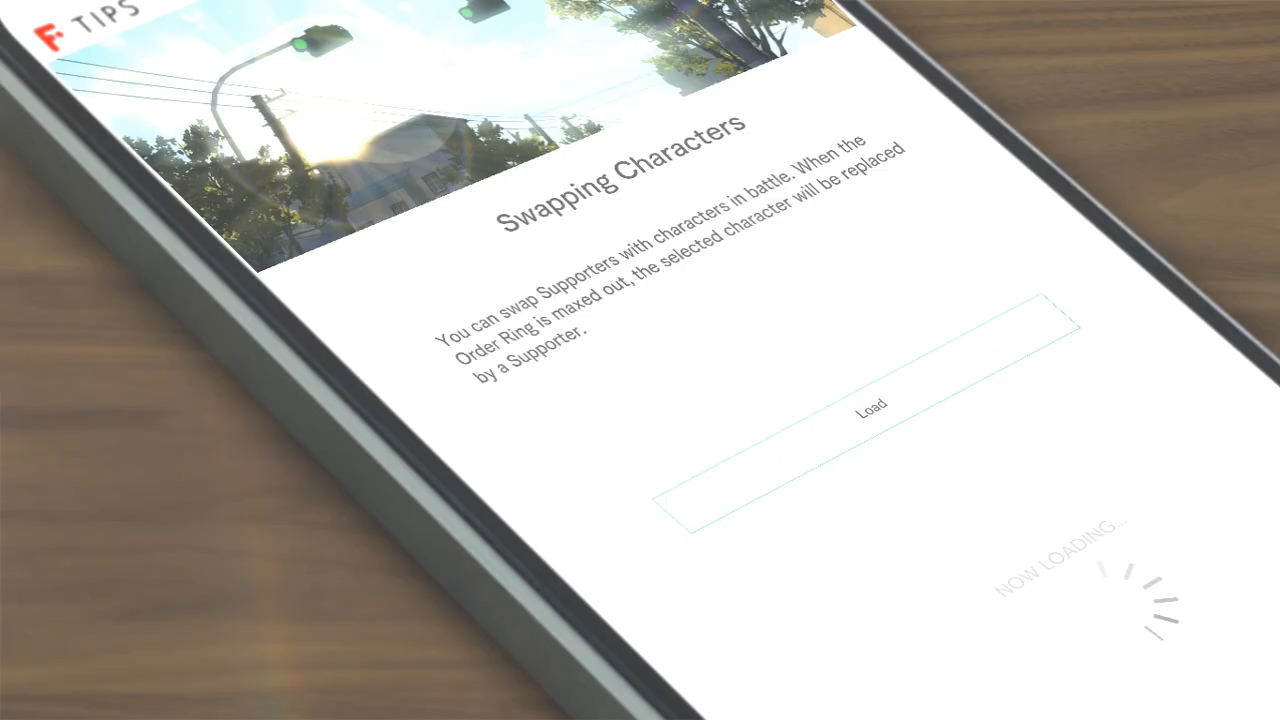 F TIPS
Swapping Characters
You can swap Supporters with characters in battle. When the
Order Ring is maxed out, the selected character will be replaced
by a Supporter.
Load
NOW LOADING...